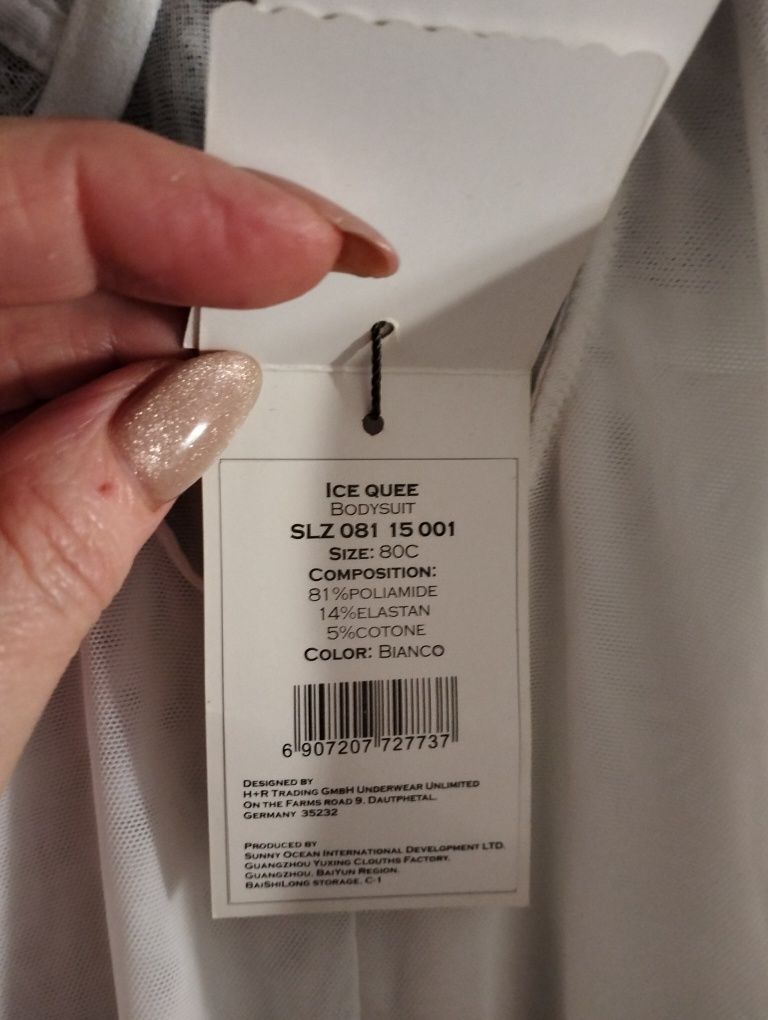 ICE QUEE
BODYSUIT
SLZ 081 15 001
SIZE: 80C
COMPOSITION:
81%POLIAMIDE
14%ELASTAN
5%COTONE
COLOR: BIANCO
6 907207 727737
DESIGNED BY
H+R TRADING GMBH UNDERWEAR UNLIMITED
ON THE FARMS ROAD 9. DAUTPHETAL.
GERMANY 35232
PRODUCED BY
SUNNY OCEAN INTERNATIONAL DEVELOPMENT LTD.
GUANGZHOU YUXING CLOUTHS FACTORY.
GUANGZHOU, BAIYUN REGION.
BAISHILONG STORAGE. C-1